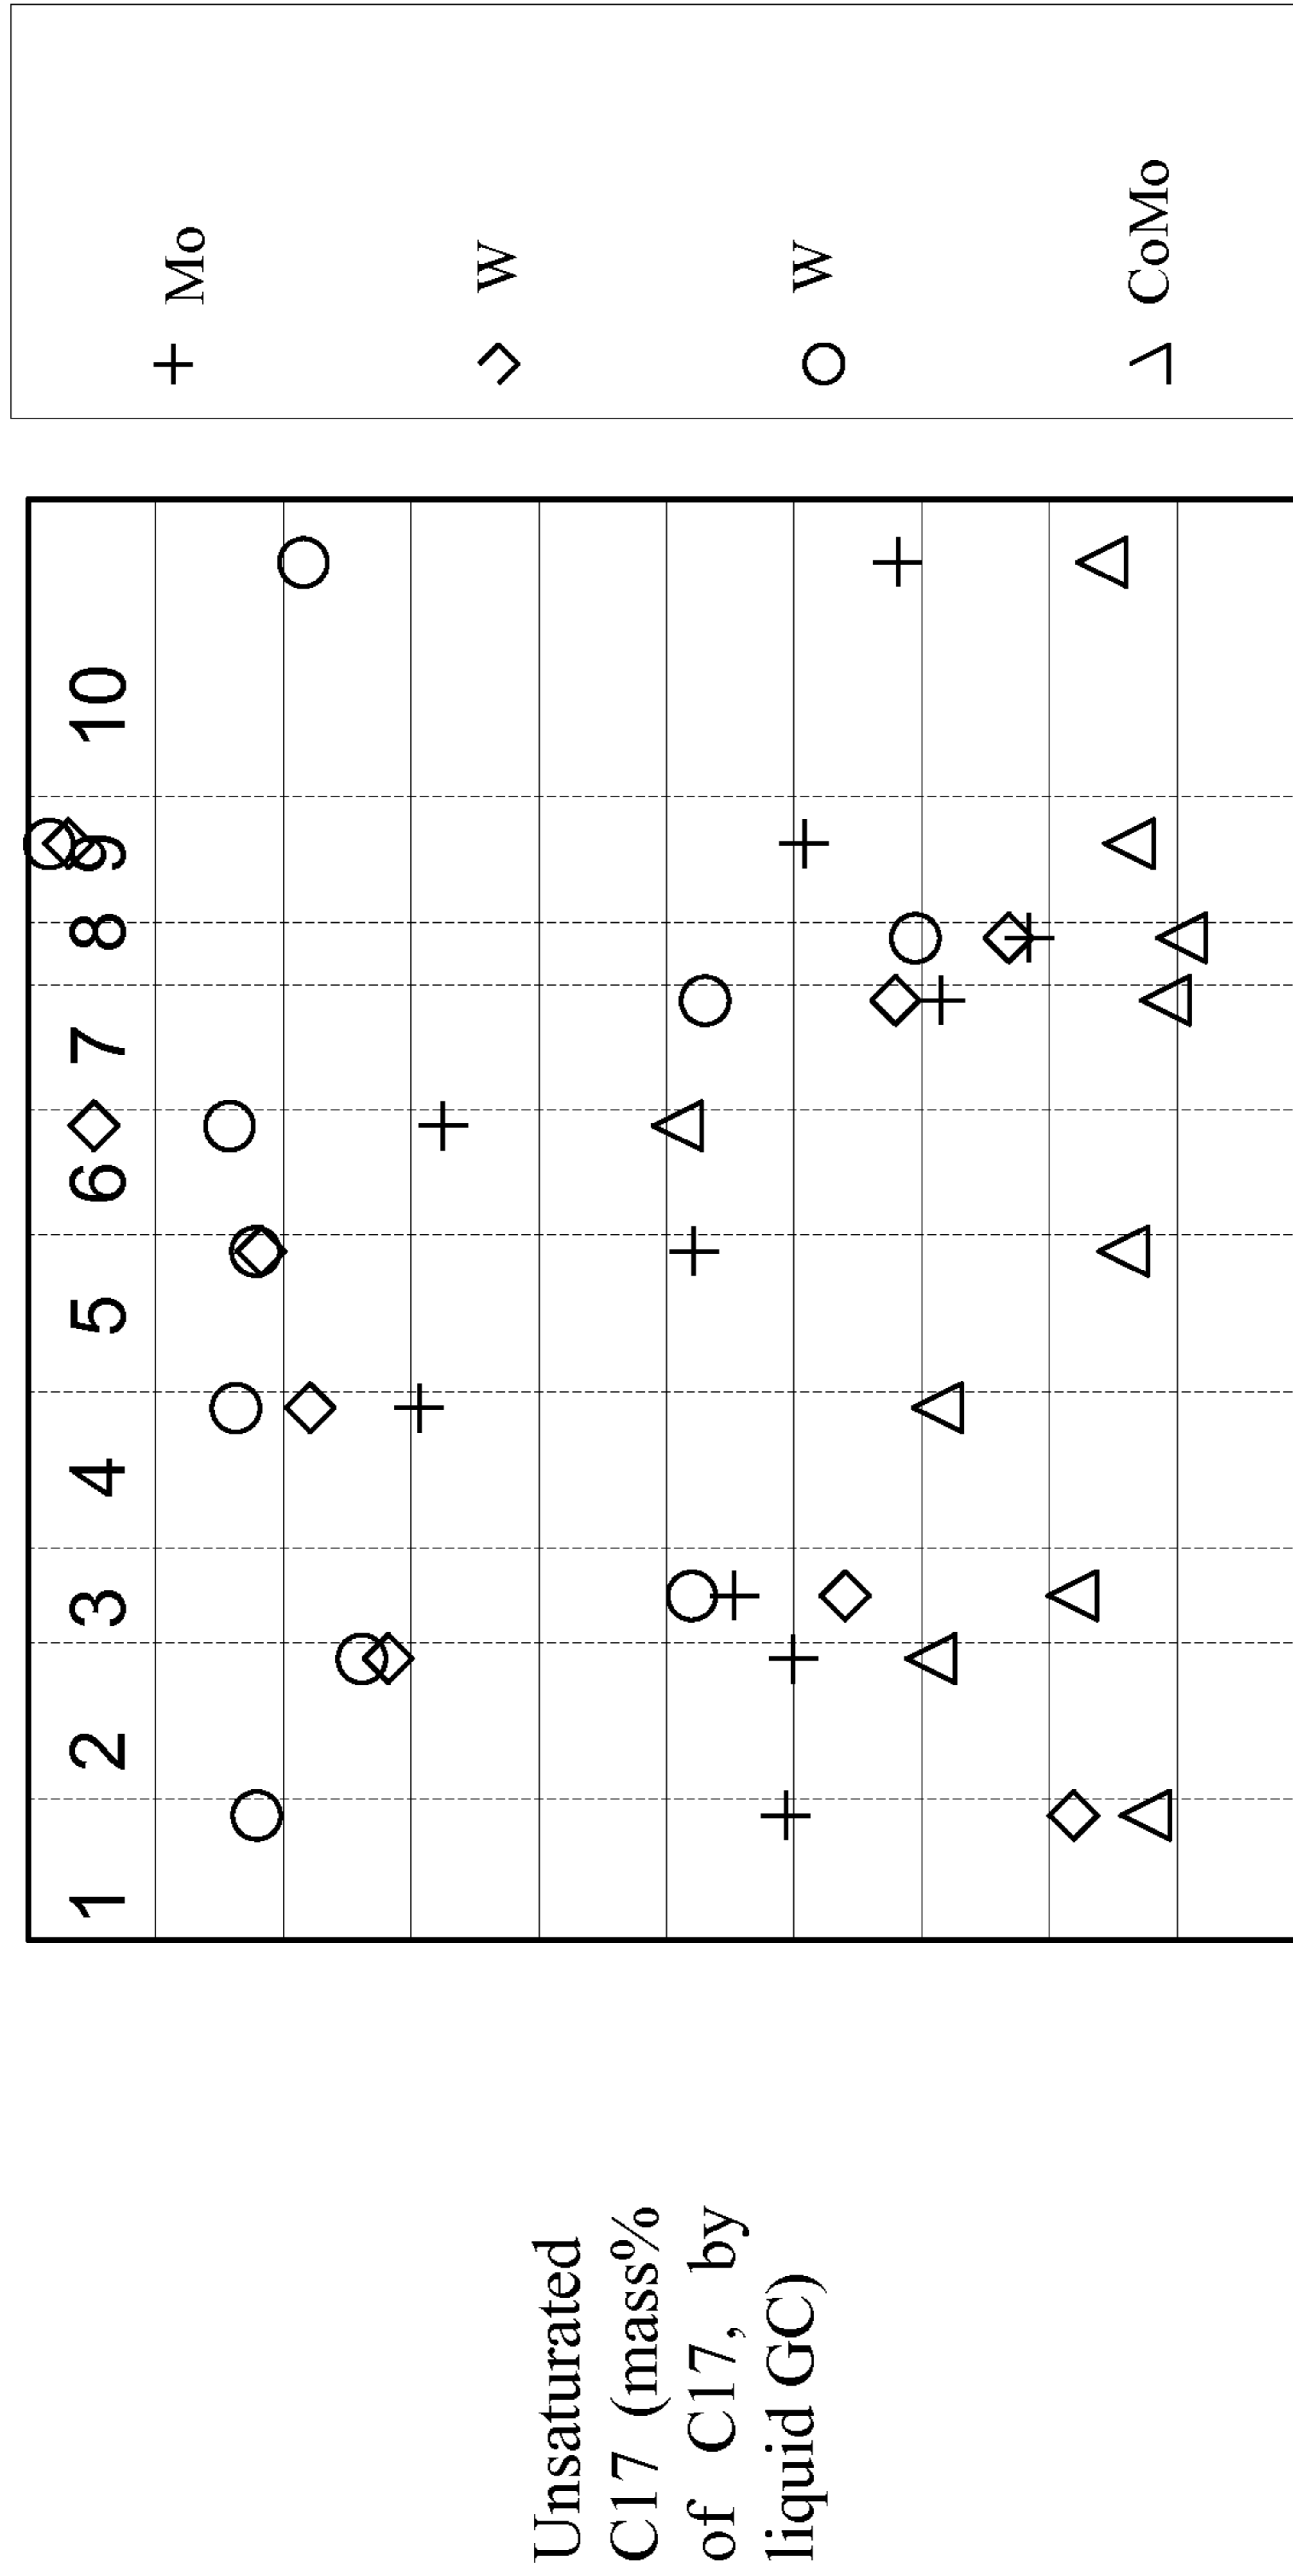 Unsaturated
C17 (mass%
of C17, by
liquid GC)
1 2 3 4 5 6 7 8 9 10
Mo
W
W
CoMo